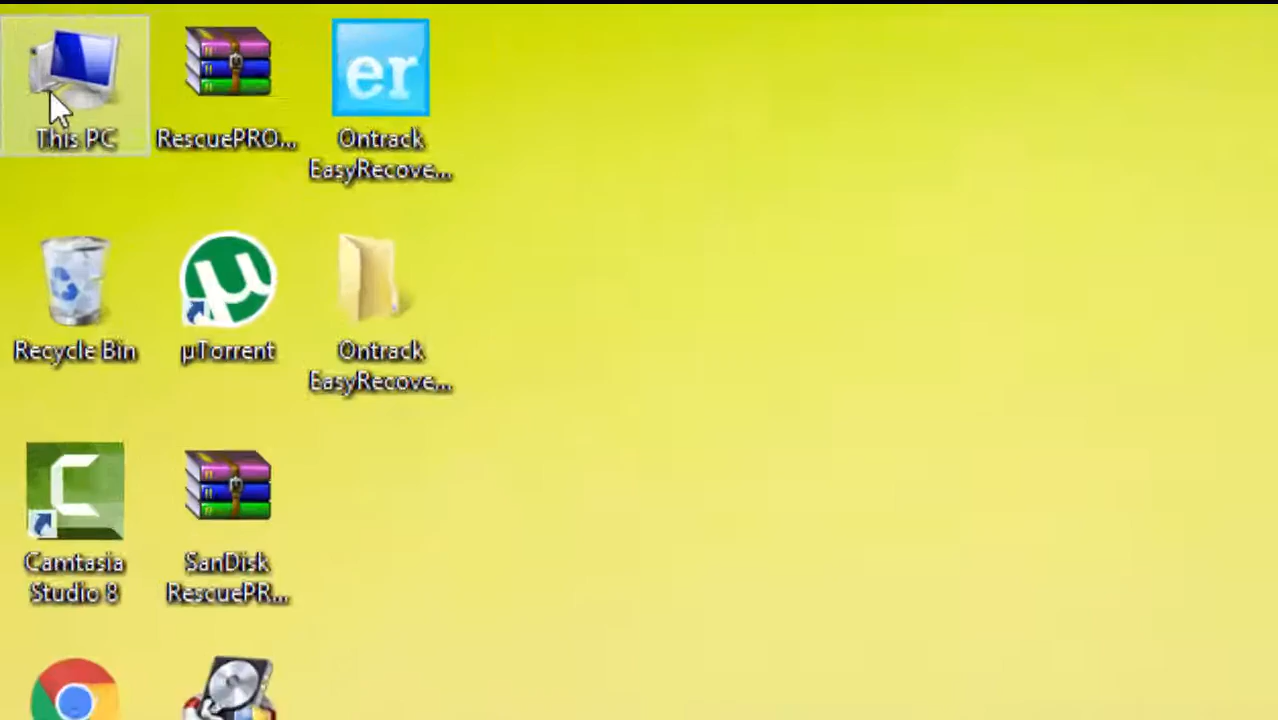 This PC
RescuePRO...
Ontrack
EasyRecove...
er
Recycle Bin
µTorrent
Ontrack
EasyRecove...
Camtasia
Studio 8
SanDisk
RescuePR...